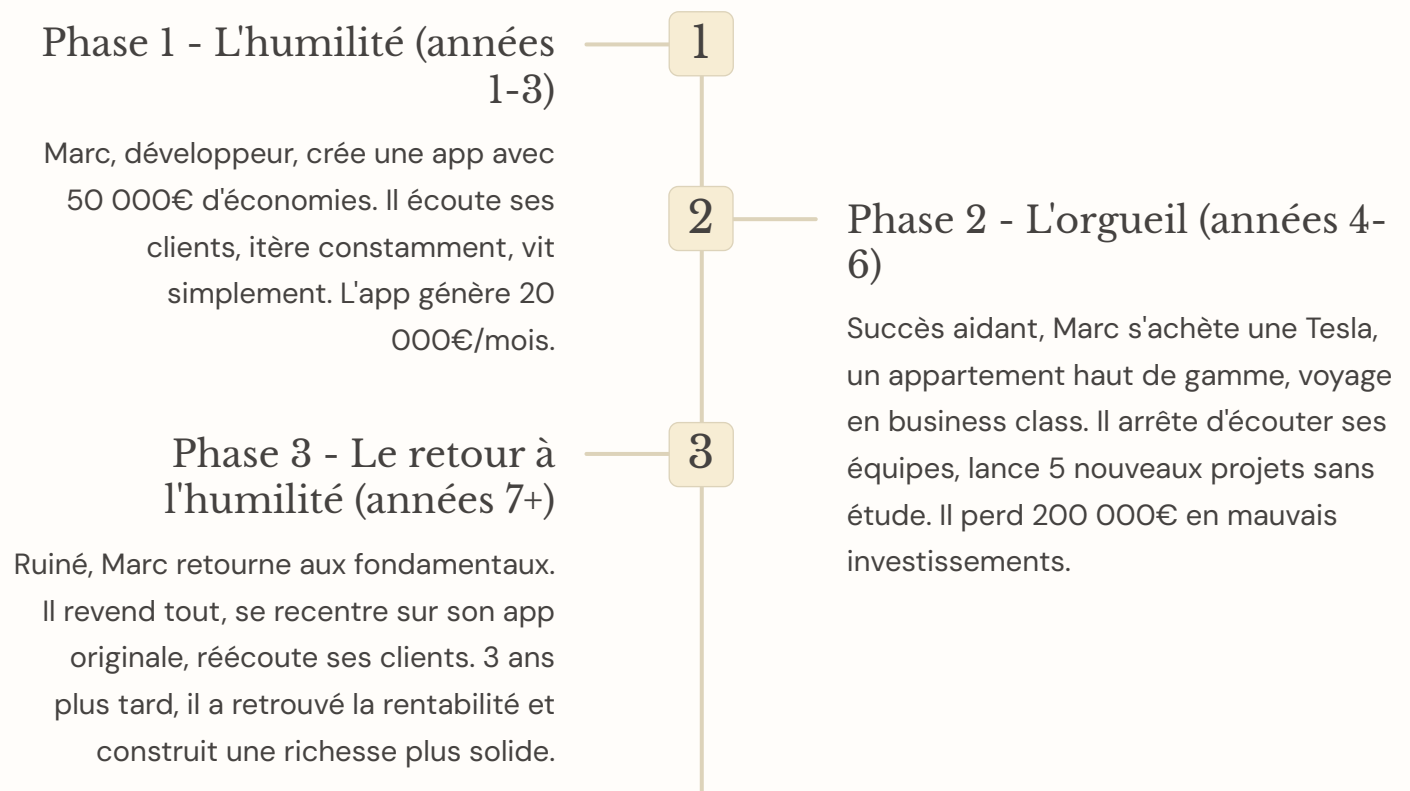 Phase 1 - L'humilité (années
1-3)
1
Marc, développeur, crée une app avec
50 000€ d'économies. Il écoute ses
clients, itère constamment, vit
simplement. L'app génère 20
000€/mois.
2
Phase 2 - L'orgueil (années 4-
6)
Succès aidant, Marc s'achète une Tesla,
un appartement haut de gamme, voyage
en business class. Il arrête d'écouter ses
équipes, lance 5 nouveaux projets sans
étude. Il perd 200 000€ en mauvais
investissements.
Phase 3 - Le retour à
l'humilité (années 7+)
3
Ruiné, Marc retourne aux fondamentaux.
Il revend tout, se recentre sur son app
originale, réécoute ses clients. 3 ans
plus tard, il a retrouvé la rentabilité et
construit une richesse plus solide.